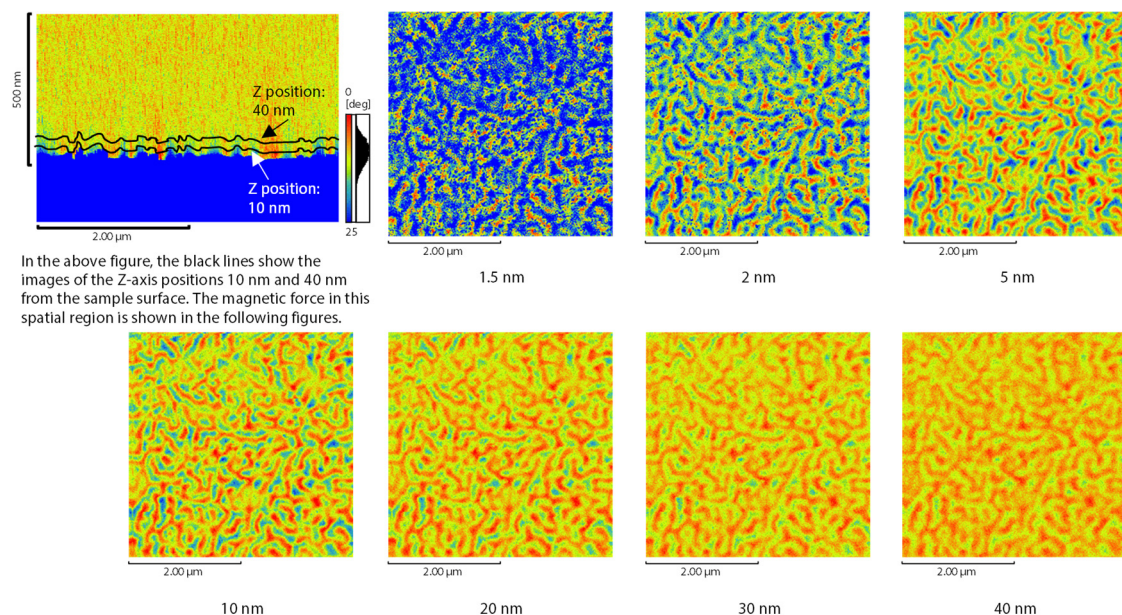 500 nm
Z position:
40 nm
0
[deg]
Z position:
10 nm
25
2.00 μm
In the above figure, the black lines show the
images of the Z-axis positions 10 nm and 40 nm
from the sample surface. The magnetic force in this
spatial region is shown in the following figures.
2.00 μm
1.5 nm
2.00 μm
2 nm
2.00 μm
5 nm
2.00 μm
10 nm
2.00 μm
20 nm
2.00 μm
30 nm
2.00 μm
40 nm